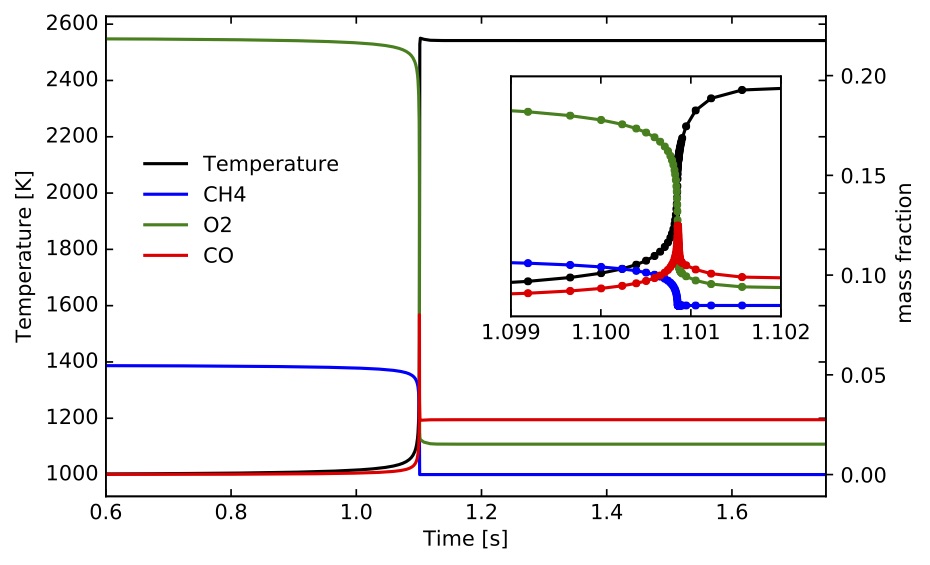 2600
2400
2200
2000
1800
1600
1400
1200
1000
Temperature [K]
Temperature
CH4
O2
CO
1.099 1.100 1.101 1.102
0.20
0.15
0.10
0.05
0.00
mass fraction
0.6 0.8 1.0 1.2 1.4 1.6
Time [s]